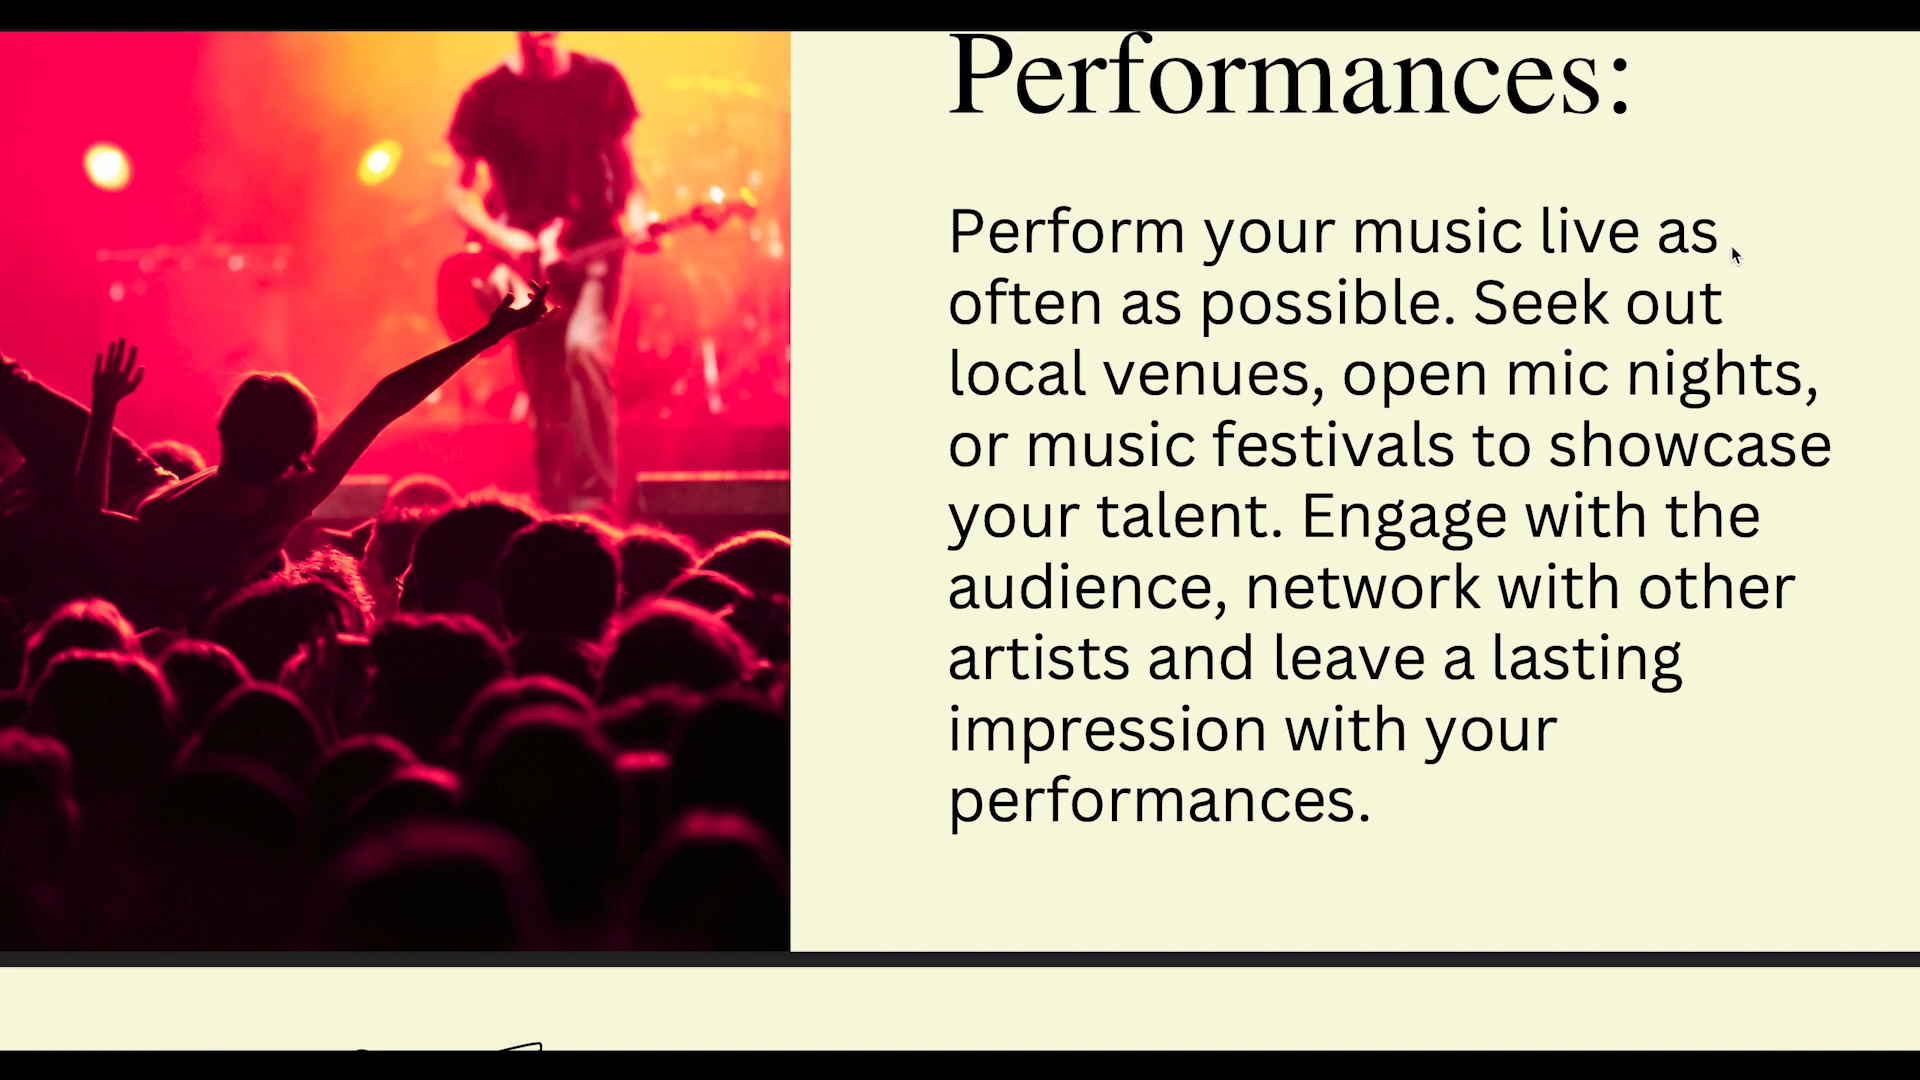 Performances:
Perform your music live as
often as possible. Seek out
local venues, open mic nights,
or music festivals to showcase
your talent. Engage with the
audience, network with other
artists and leave a lasting
impression with your
performances.